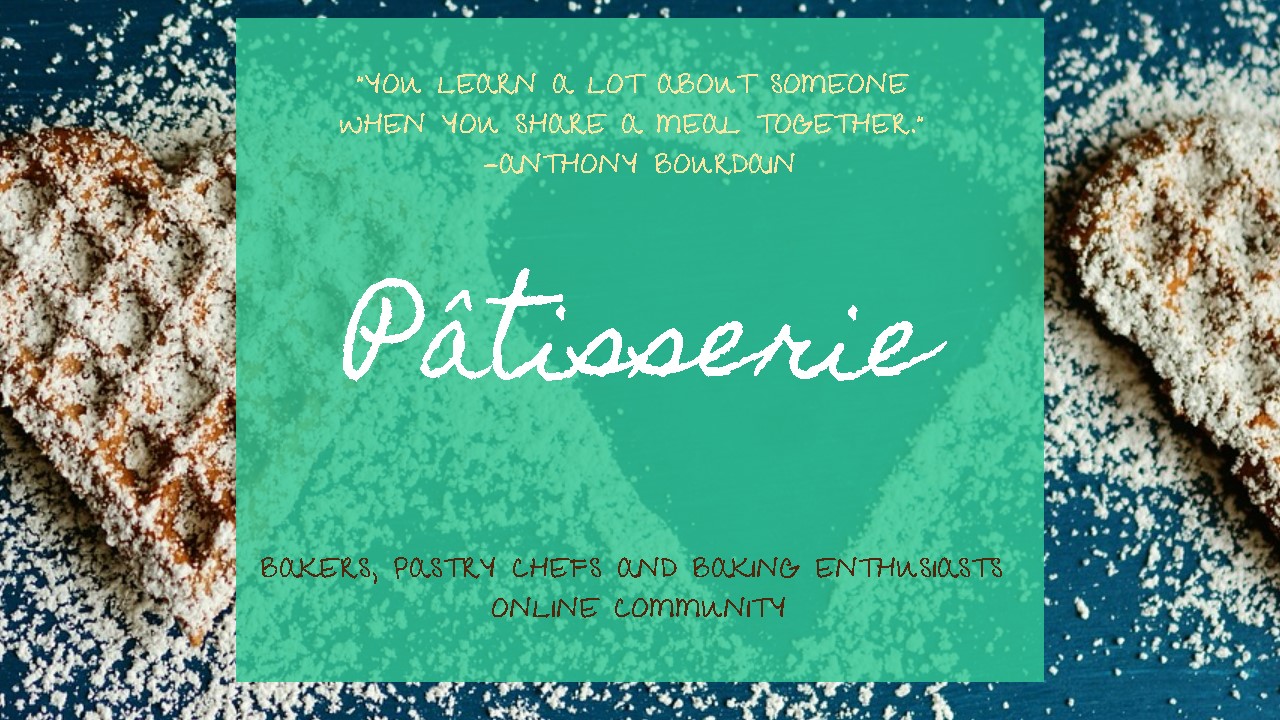 "YOU LEARN A LOT ABOUT SOMEONE
WHEN YOU SHARE A MEAL TOGETHER."
-ANTHONY BOURDAIN
Pâtisserie
BAKERS, PASTRY CHEFS AND BAKING ENTHUSIASTS
ONLINE COMMUNITY